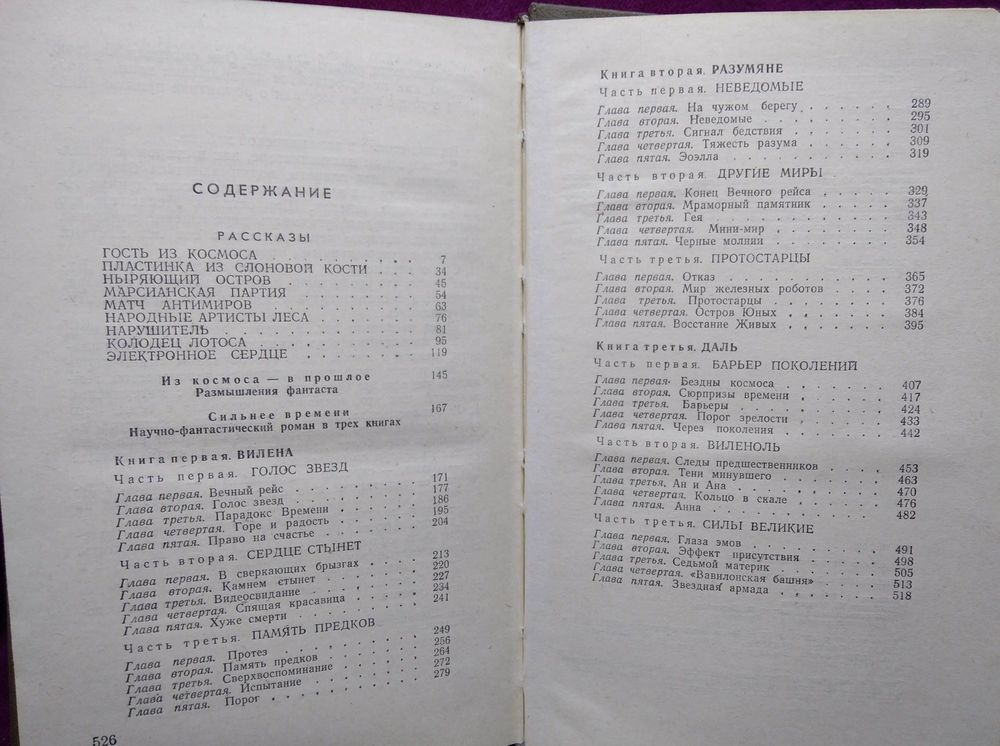 СОДЕРЖАНИЕ
РАССКАЗЫ
ГОСТЬ ИЗ КОСМОСА . . . . . . . . . 7
ПЛАСТИНКА ИЗ СЛОНОВОЙ КОСТИ . . . 34
НЫРЯЮЩИЙ ОСТРОВ . . . . . . . . 45
МАРСИАНСКАЯ ПАРТИЯ . . . . . . . 54
МАТЧ АНТИМИРОВ . . . . . . . . . 63
НАРОДНЫЕ АРТИСТЫ ЛЕСА . . . . . . 76
НАРУШИТЕЛЬ . . . . . . . . . . . 81
КОЛОДЕЦ ЛОТОСА . . . . . . . . . 95
ЭЛЕКТРОННОЕ СЕРДЦЕ . . . . . . . 119
Из космоса — в прошлое 145
Размышления фантаста
Сильнее времени 167
Научно-фантастический роман в трех книгах
Книга первая. ВИЛЕНА
Часть первая. ГОЛОС ЗВЕЗД
Глава первая. Вечный рейс . . . . . . . 171
Глава вторая. Голос звезд . . . . . . . 177
Глава третья. Парадокс Времени . . . . . 186
Глава четвертая. Горе и радость . . . . . 195
Глава пятая. Право на счастье . . . . . 204
Часть вторая. СЕРДЦЕ СТЫНЕТ
Глава первая. В сверкающих брызгах . . . . 213
Глава вторая. Камнем стынет . . . . . . 220
Глава третья. Видеосвидание . . . . . . 227
Глава четвертая. Спящая красавица . . . . 234
Глава пятая. Хуже смерти . . . . . . . 241
Часть третья. ПАМЯТЬ ПРЕДКОВ
Глава первая. Протез . . . . . . . . 249
Глава вторая. Память предков . . . . . . 256
Глава третья. Сверхвоспоминание . . . . . 264
Глава четвертая. Испытание . . . . . . 272
Глава пятая. Порог . . . . . . . . . 279
526
Книга вторая. РАЗУМЯНЕ
Часть первая. НЕВЕДОМЫЕ
Глава первая. На чужом берегу . . . . . . 289
Глава вторая. Неведомые . . . . . . . . 295
Глава третья. Сигнал бедствия . . . . . . 301
Глава четвертая. Тяжесть разума . . . . . 309
Глава пятая. Эоэлла . . . . . . . . . 319
Часть вторая. ДРУГИЕ МИРЫ
Глава первая. Конец Вечного рейса . . . . 329
Глава вторая. Мраморный памятник . . . . 337
Глава третья. Гея . . . . . . . . . . 343
Глава четвертая. Мини-мир . . . . . . . 348
Глава пятая. Черные молнии . . . . . . . 354
Часть третья. ПРОТОСТАРЦЫ
Глава первая. Отказ . . . . . . . . . 365
Глава вторая. Мир железных роботов . . . . 372
Глава третья. Протостарцы . . . . . . . 376
Глава четвертая. Остров Юных . . . . . . 384
Глава пятая. Восстание Живых . . . . . . 395
Книга третья. ДАЛЬ
Часть первая. БАРЬЕР ПОКОЛЕНИЙ
Глава первая. Бездны космоса . . . . . . 407
Глава вторая. Сюрпризы времени . . . . . 417
Глава третья. Барьеры . . . . . . . . 424
Глава четвертая. Порог зрелости . . . . . 433
Глава пятая. Через поколения . . . . . . 442
Часть вторая. ВИЛЕНОЛЬ
Глава первая. Следы предшественников . . . 453
Глава вторая. Тени минувшего . . . . . . 463
Глава третья. Ан и Ана . . . . . . . . 470
Глава четвертая. Кольцо в скале . . . . . 476
Глава пятая. Анна . . . . . . . . . . 482
Часть третья. СИЛЫ ВЕЛИКИЕ
Глава первая. Глаза эмов . . . . . . . 491
Глава вторая. Эффект присутствия . . . . . 498
Глава третья. Седьмой материк . . . . . . 505
Глава четвертая. «Вавилонская башня» . . . 513
Глава пятая. Звездная армада . . . . . . 518